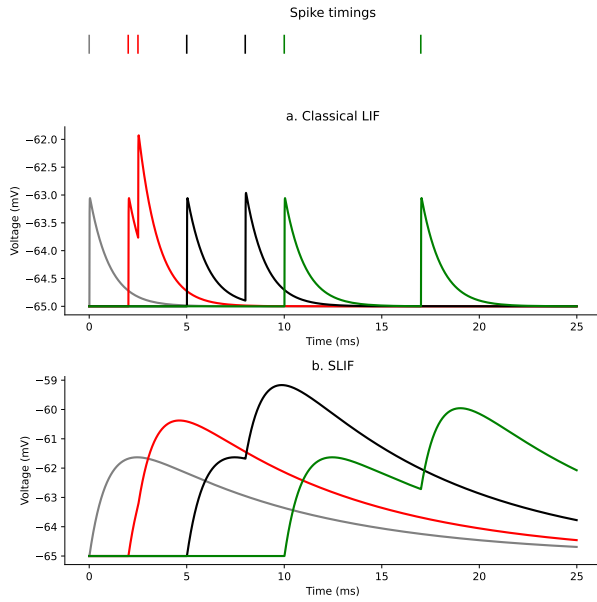 Spike timings
a. Classical LIF
Voltage (mV)
−62.0
−62.5
−63.0
−63.5
−64.0
−64.5
−65.0
0 5 10 15 20 25
Time (ms)
b. SLIF
Voltage (mV)
−59
−60
−61
−62
−63
−64
−65
0 5 10 15 20 25
Time (ms)